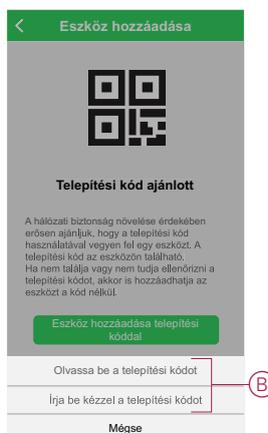 Eszköz hozzáadása
Telepítési kód ajánlott
A hálózati biztonság növelése érdekében
erősen ajánljuk, hogy a telepítési kód
használatával vegyen fel egy eszközt. A
telepítési kód az eszközön található.
Ha nem találja vagy nem tudja ellenőrizni a
telepítési kódot, akkor is hozzáadhatja az
eszközt a kód nélkül.
Eszköz hozzáadása telepítési
kóddal
Olvassa be a telepítési kódot
Írja be kézzel a telepítési kódot
B
Mégse